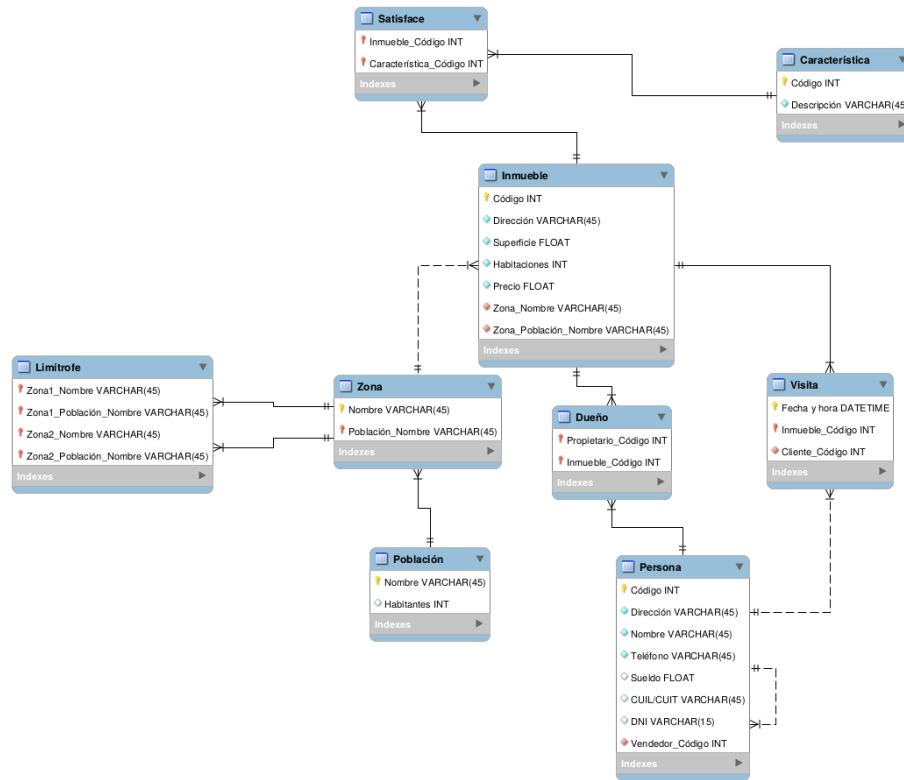 Satisface
Inmueble_Código INT
Característica_Código INT
Indexes
Característica
Código INT
Descripción VARCHAR(45
Indexes
Inmueble
Código INT
Dirección VARCHAR(45)
Superficie FLOAT
Habitaciones INT
Precio FLOAT
Zona_Nombre VARCHAR(45)
Zona_Población_Nombre VARCHAR(45)
Indexes
Limítrofe
Zona1_Nombre VARCHAR(45)
Zona1_Población_Nombre VARCHAR(45)
Zona2_Nombre VARCHAR(45)
Zona2_Población_Nombre VARCHAR(45)
Indexes
Zona
Nombre VARCHAR(45)
Población_Nombre VARCHAR(45)
Indexes
Dueño
Propietario_Código INT
Inmueble_Código INT
Indexes
Visita
Fecha y hora DATETIME
Inmueble_Código INT
Cliente_Código INT
Indexes
Población
Nombre VARCHAR(45)
Habitantes INT
Indexes
Persona
Código INT
Dirección VARCHAR(45)
Nombre VARCHAR(45)
Teléfono VARCHAR(45)
Sueldo FLOAT
CUIL/CUIT VARCHAR(45)
DNI VARCHAR(15)
Vendedor_Código INT
Indexes